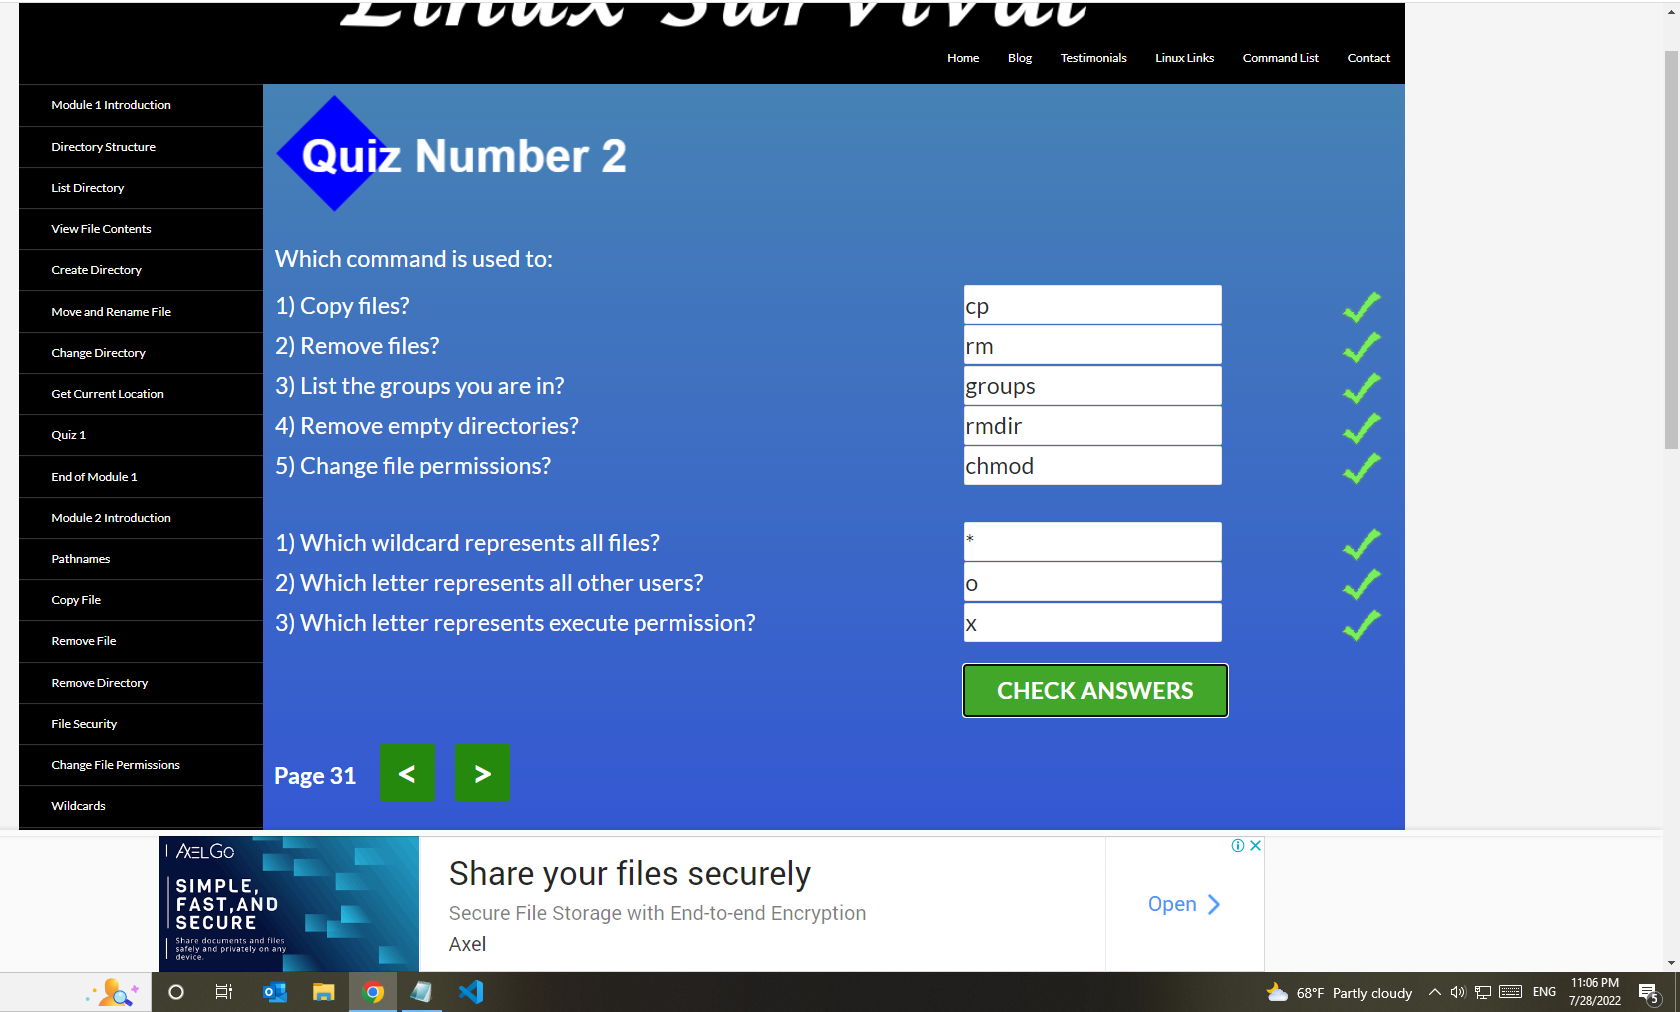 Linux Survival
Home Blog Testimonials Linux Links Command List Contact
Module 1 Introduction
Directory Structure
List Directory
View File Contents
Create Directory
Move and Rename File
Change Directory
Get Current Location
Quiz 1
End of Module 1
Module 2 Introduction
Pathnames
Copy File
Remove File
Remove Directory
File Security
Change File Permissions
Wildcards
Quiz Number 2
Which command is used to:
1) Copy files? cp
2) Remove files? rm
3) List the groups you are in? groups
4) Remove empty directories? rmdir
5) Change file permissions? chmod
1) Which wildcard represents all files? *
2) Which letter represents all other users? o
3) Which letter represents execute permission? x
CHECK ANSWERS
Page 31 < >
AXELGO
SIMPLE,
FAST,AND
SECURE
Share documents and files
safely and privately on any
device.
Share your files securely
Secure File Storage with End-to-end Encryption
Axel
Open
68°F Partly cloudy
ENG
11:06 PM
7/28/2022
5